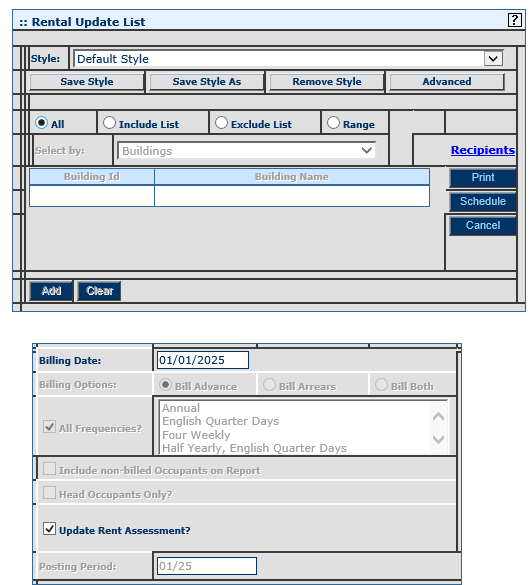 :: Rental Update List ?
Style: Default Style
Save Style Save Style As Remove Style Advanced
All Include List Exclude List Range
Select by: Buildings Recipients
Building Id Building Name Print
Schedule
Cancel
Add Clear
Billing Date: 01/01/2025
Billing Options: Bill Advance Bill Arrears Bill Both
All Frequencies? Annual
English Quarter Days
Four Weekly
Half Yearly, English Quarter Days
Include non-billed Occupants on Report
Head Occupants Only?
Update Rent Assessment?
Posting Period: 01/25